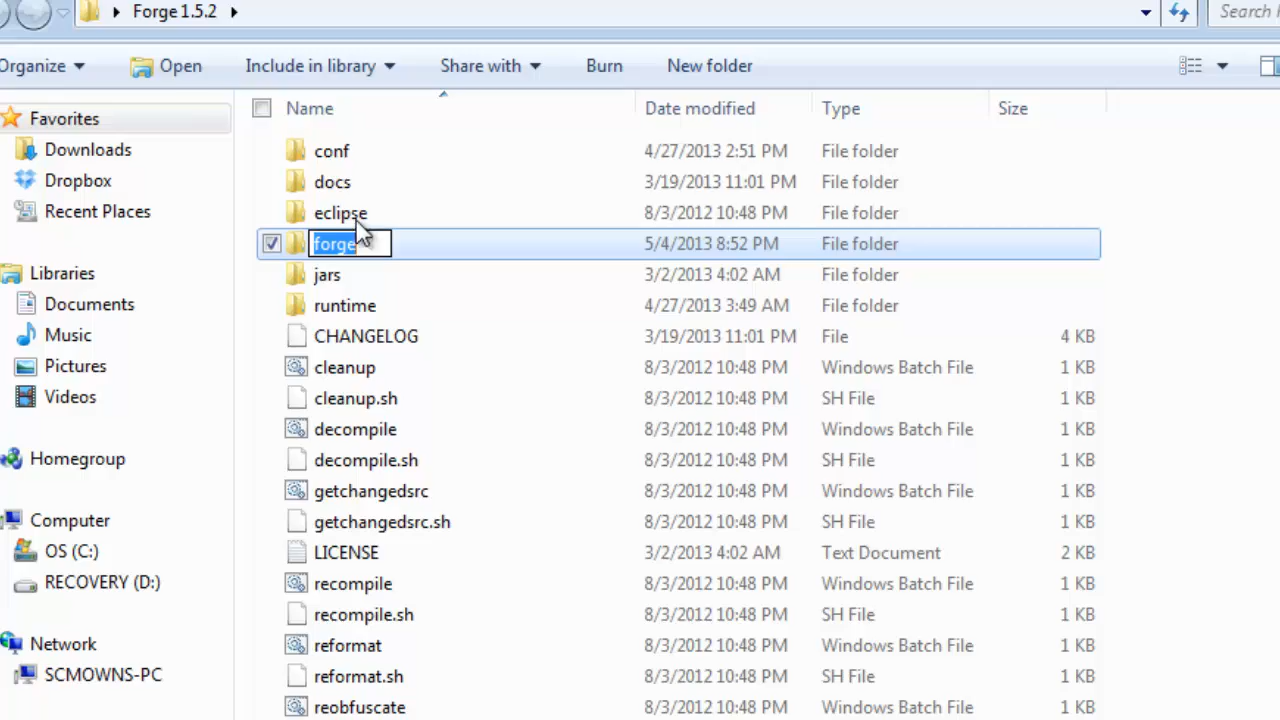 Forge 1.5.2
Search
Organize Open Include in library Share with Burn New folder
Name Date modified Type Size
Favorites
Downloads
Dropbox
Recent Places
Libraries
Documents
Music
Pictures
Videos
Homegroup
Computer
OS (C:)
RECOVERY (D:)
Network
SCMOWNS-PC
conf 4/27/2013 2:51 PM File folder
docs 3/19/2013 11:01 PM File folder
eclipse 8/3/2012 10:48 PM File folder
forge 5/4/2013 8:52 PM File folder
jars 3/2/2013 4:02 AM File folder
runtime 4/27/2013 3:49 AM File folder
CHANGELOG 3/19/2013 11:01 PM File 4 KB
cleanup 8/3/2012 10:48 PM Windows Batch File 1 KB
cleanup.sh 8/3/2012 10:48 PM SH File 1 KB
decompile 8/3/2012 10:48 PM Windows Batch File 1 KB
decompile.sh 8/3/2012 10:48 PM SH File 1 KB
getchangedsrc 8/3/2012 10:48 PM Windows Batch File 1 KB
getchangedsrc.sh 8/3/2012 10:48 PM SH File 1 KB
LICENSE 3/2/2013 4:02 AM Text Document 2 KB
recompile 8/3/2012 10:48 PM Windows Batch File 1 KB
recompile.sh 8/3/2012 10:48 PM SH File 1 KB
reformat 8/3/2012 10:48 PM Windows Batch File 1 KB
reformat.sh 8/3/2012 10:48 PM SH File 1 KB
reobfuscate 8/3/2012 10:48 PM Windows Batch File 1 KB